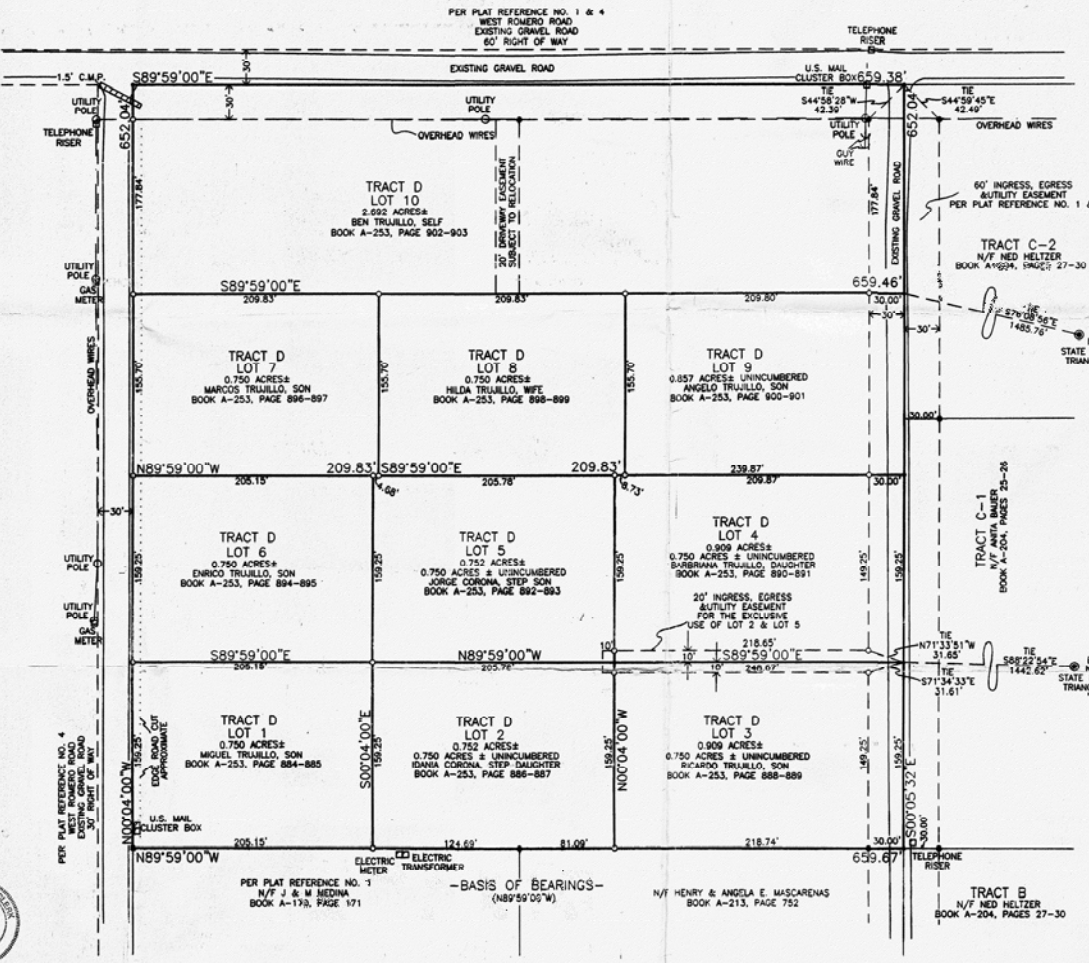 PER PLAT REFERENCE NO. 1 & 4
WEST ROMERO ROAD
EXISTING GRAVEL ROAD
60' RIGHT OF WAY
TELEPHONE
RISER
EXISTING GRAVEL ROAD
30'
30'
1.5' C.M.P.
S89°59'00"E
U.S. MAIL
CLUSTER BOX
659.38'
TIE
S44°58'28"W
42.39'
TIE
S44°59'45"E
42.49'
UTILITY
POLE
TELEPHONE
RISER
652.04'
UTILITY
POLE
OVERHEAD WIRES
UTILITY
POLE
GUY
WIRE
652.04'
OVERHEAD WIRES
177.84'
TRACT D
LOT 10
2.692 ACRES±
BEN TRUJILLO, SELF
BOOK A-253, PAGE 902-903
20' DRIVEWAY EASEMENT
SUBJECT TO RELOCATION
177.84'
EXISTING GRAVEL ROAD
60' INGRESS, EGRESS
&UTILITY EASEMENT
PER PLAT REFERENCE NO. 1 &
TRACT C-2
N/F NED HELTZER
27-30
UTILITY
POLE
GAS
METER
S89°59'00"E
659.46'
209.83'
209.83'
209.80'
30.00'
30'
30'
TIE
S76°08'56"E
1485.76'
STATE
TRIAN
OVERHEAD WIRES
155.70'
TRACT D
LOT 7
0.750 ACRES±
MARCOS TRUJILLO, SON
BOOK A-253, PAGE 896-897
155.70'
TRACT D
LOT 8
0.750 ACRES±
HILDA TRUJILLO, WIFE
BOOK A-253, PAGE 898-899
155.70'
TRACT D
LOT 9
0.857 ACRES± UNINCUMBERED
ANGELO TRUJILLO, SON
BOOK A-253, PAGE 900-901
30.00'
N89°59'00"W
209.83'
S89°59'00"E
209.83'
239.87'
205.15'
4.68'
205.78'
8.73'
209.87'
30.00'
30'
TRACT C-1
N/F ANITA BAUER
BOOK A-204, PAGES 25-26
UTILITY
POLE
159.25'
TRACT D
LOT 6
0.750 ACRES±
ENRICO TRUJILLO, SON
BOOK A-253, PAGE 894-895
159.25'
TRACT D
LOT 5
0.752 ACRES±
0.750 ACRES ± UNINCUMBERED
JORGE CORONA, STEP SON
BOOK A-253, PAGE 892-893
TRACT D
LOT 4
0.909 ACRES±
0.750 ACRES ± UNINCUMBERED
BARBRIANA TRUJILLO, DAUGHTER
BOOK A-253, PAGE 890-891
149.25'
159.25'
UTILITY
POLE
GAS
METER
20' INGRESS, EGRESS
&UTILITY EASEMENT
FOR THE EXCLUSIVE
USE OF LOT 2 & LOT 5
218.65'
TIE
N71°33'51"W
31.65'
S89°59'00"E
N89°59'00"W
10'
10'
10'
S89°59'00"E
205.15'
205.76'
248.67'
TIE
S71°34'33"E
31.61'
TIE
S88°22'54"E
1442.62'
STATE
TRIAN
PER PLAT REFERENCE NO. 4
WEST ROMERO ROAD
EXISTING GRAVEL ROAD
30' RIGHT OF WAY
N00°04'00"W
159.25'
EDGE ROAD CUT
APPROXIMATE
TRACT D
LOT 1
0.750 ACRES±
MIGUEL TRUJILLO, SON
BOOK A-253, PAGE 884-885
S00°04'00"E
159.25'
TRACT D
LOT 2
0.752 ACRES±
0.750 ACRES ± UNINCUMBERED
IDANIA CORONA, STEP DAUGHTER
BOOK A-253, PAGE 886-887
159.25'
N00°04'00"W
TRACT D
LOT 3
0.909 ACRES±
0.750 ACRES ± UNINCUMBERED
RICARDO TRUJILLO, SON
BOOK A-253, PAGE 888-889
149.25'
159.25'
S00°05'32"E
30.00'
U.S. MAIL
CLUSTER BOX
205.15'
124.69'
81.09'
218.74'
30.00'
N89°59'00"W
659.67'
ELECTRIC
METER
ELECTRIC
TRANSFORMER
TELEPHONE
RISER
PER PLAT REFERENCE NO. 1
N/F J & M MEDINA
BOOK A-179, PAGE 171
-BASIS OF BEARINGS-
(N89°59'00"W)
N/F HENRY & ANGELA E. MASCARENAS
BOOK A-213, PAGE 752
TRACT B
N/F NED HELTZER
BOOK A-204, PAGES 27-30